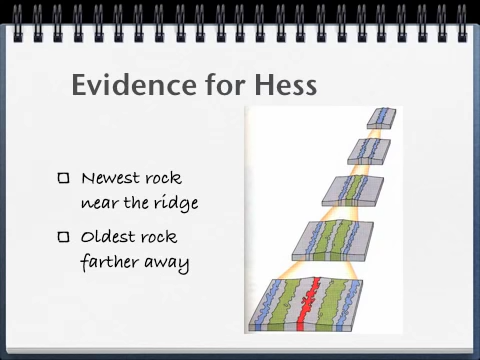 Evidence for Hess
Newest rock
near the ridge
Oldest rock
farther away